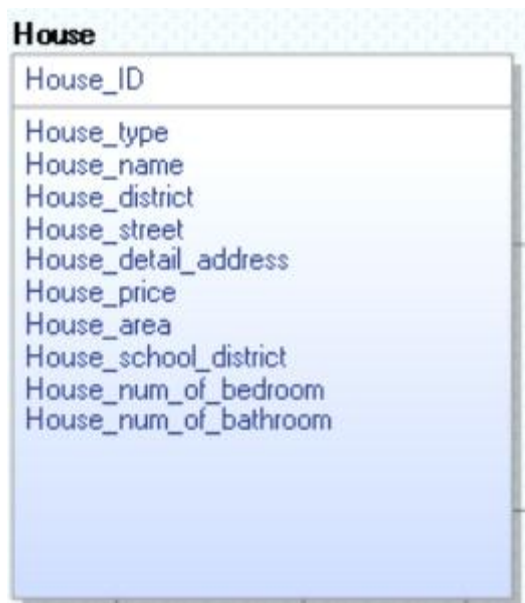 House
House_ID
House_type
House_name
House_district
House_street
House_detail_address
House_price
House_area
House_school_district
House_num_of_bedroom
House_num_of_bathroom